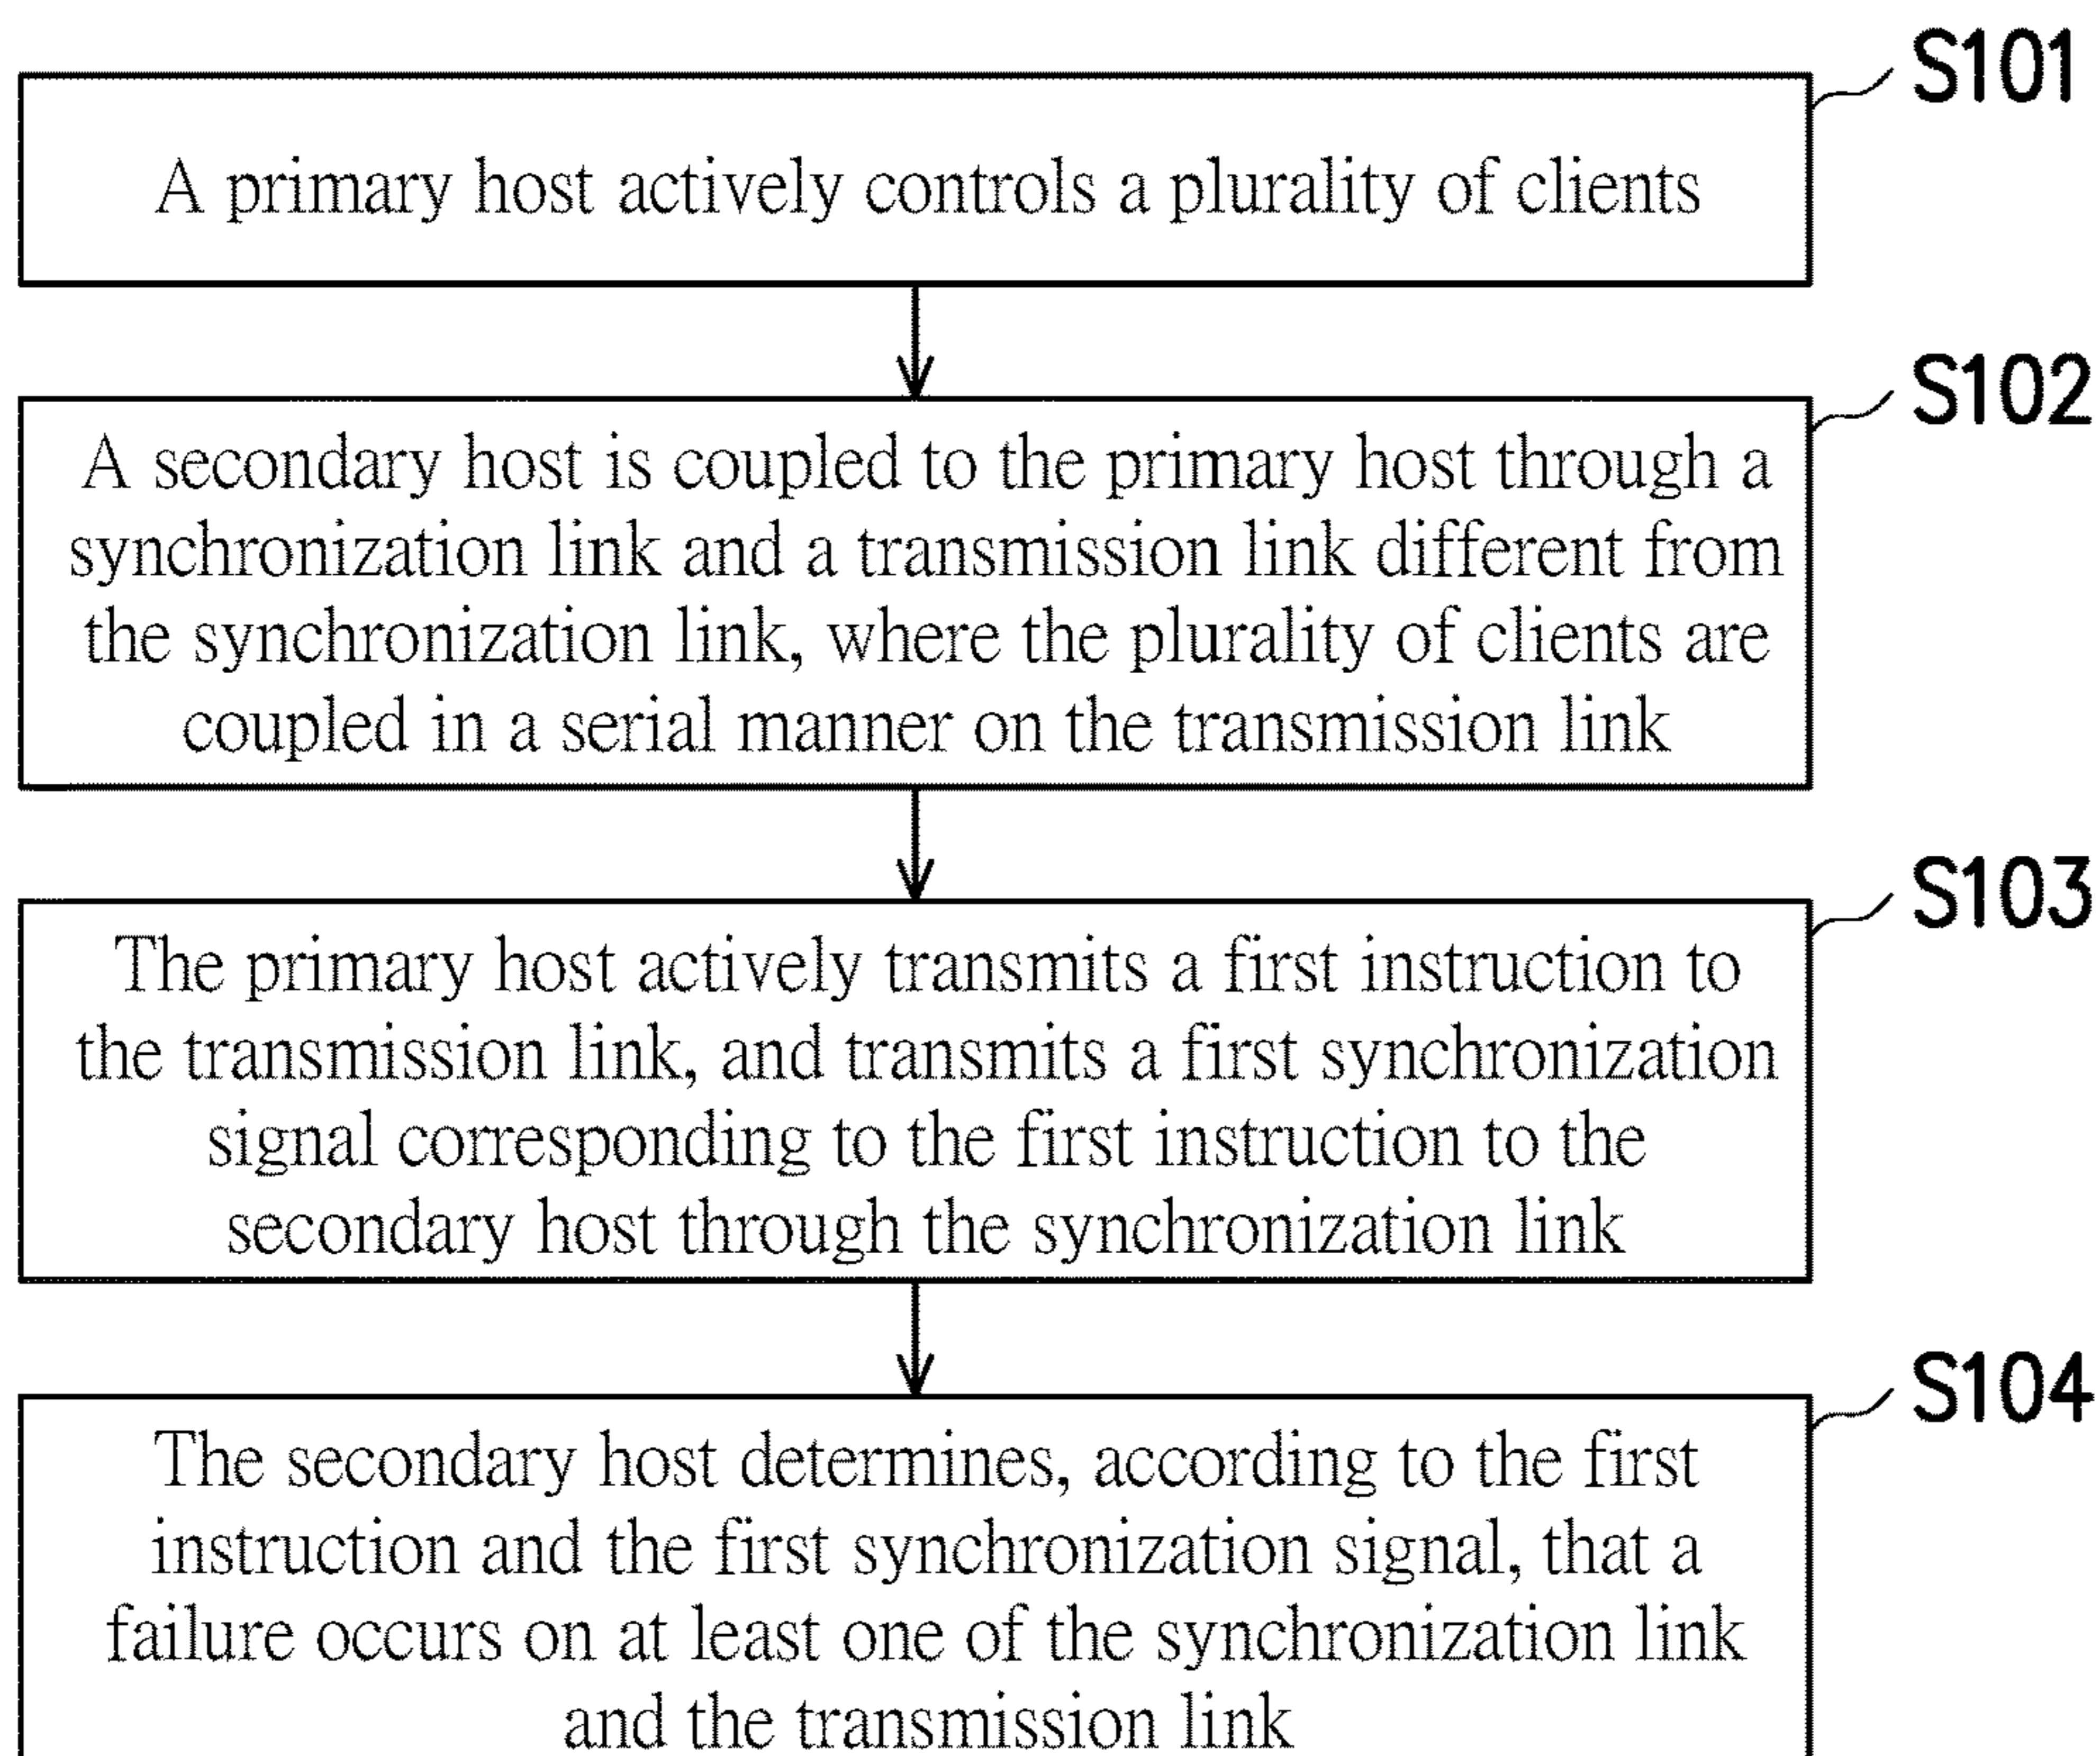 S101
A primary host actively controls a plurality of clients
S102
A secondary host is coupled to the primary host through a
synchronization link and a transmission link different from
the synchronization link, where the plurality of clients are
coupled in a serial manner on the transmission link
S103
The primary host actively transmits a first instruction to
the transmission link, and transmits a first synchronization
signal corresponding to the first instruction to the
secondary host through the synchronization link
S104
The secondary host determines, according to the first
instruction and the first synchronization signal, that a
failure occurs on at least one of the synchronization link
and the transmission link